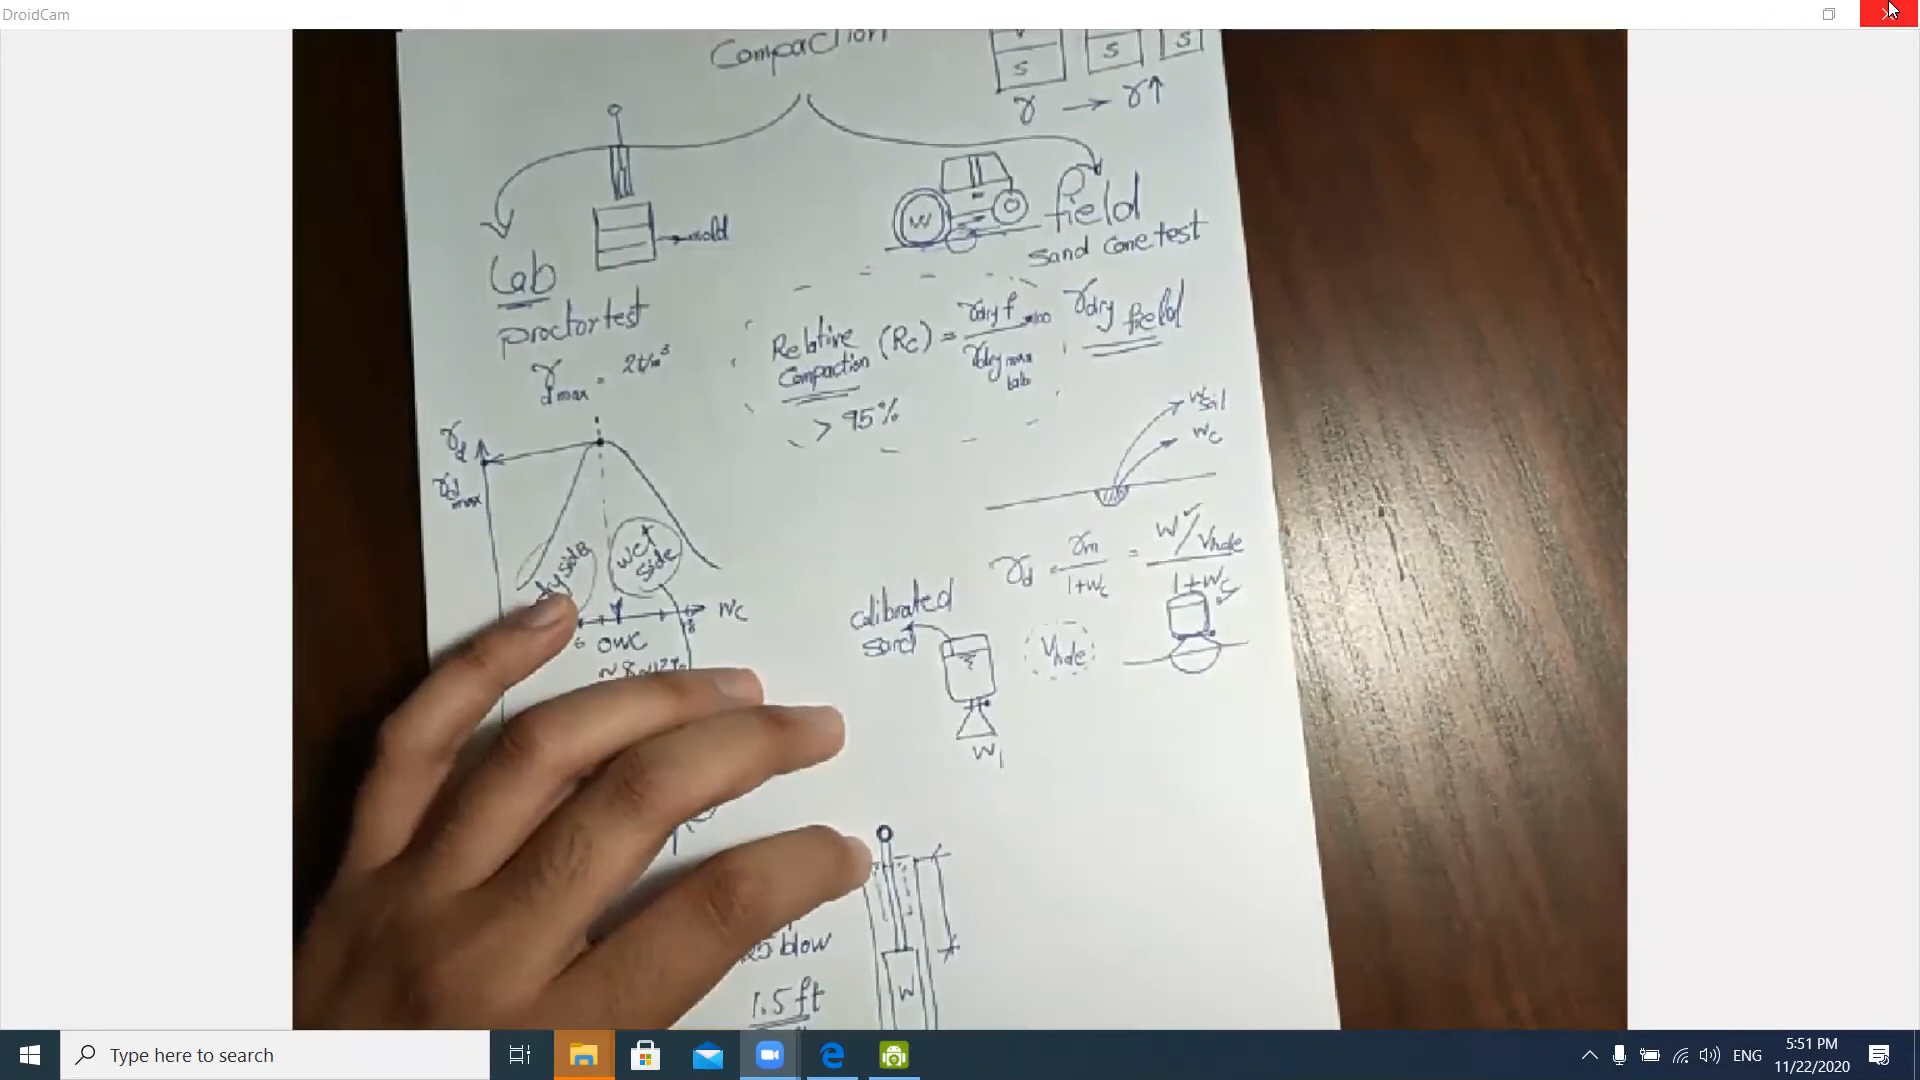 DroidCam
Compaction
S
S
S
γ → γ↑
mold
W
Lab
proctor test
γd max = 2t/m³
field
Sand Cone test
Relative Compaction (Rc) = γdry f / γdry max lab
> 95%
γdry field
γd
γd max
wet side
wc
OWC
Wsoil
wc
γd = γm / 1+wc = W/Vhole / 1+wc
calibrated sand
Vhole
W1
blow
1.5 ft
W
Type here to search
ENG
5:51 PM
11/22/2020